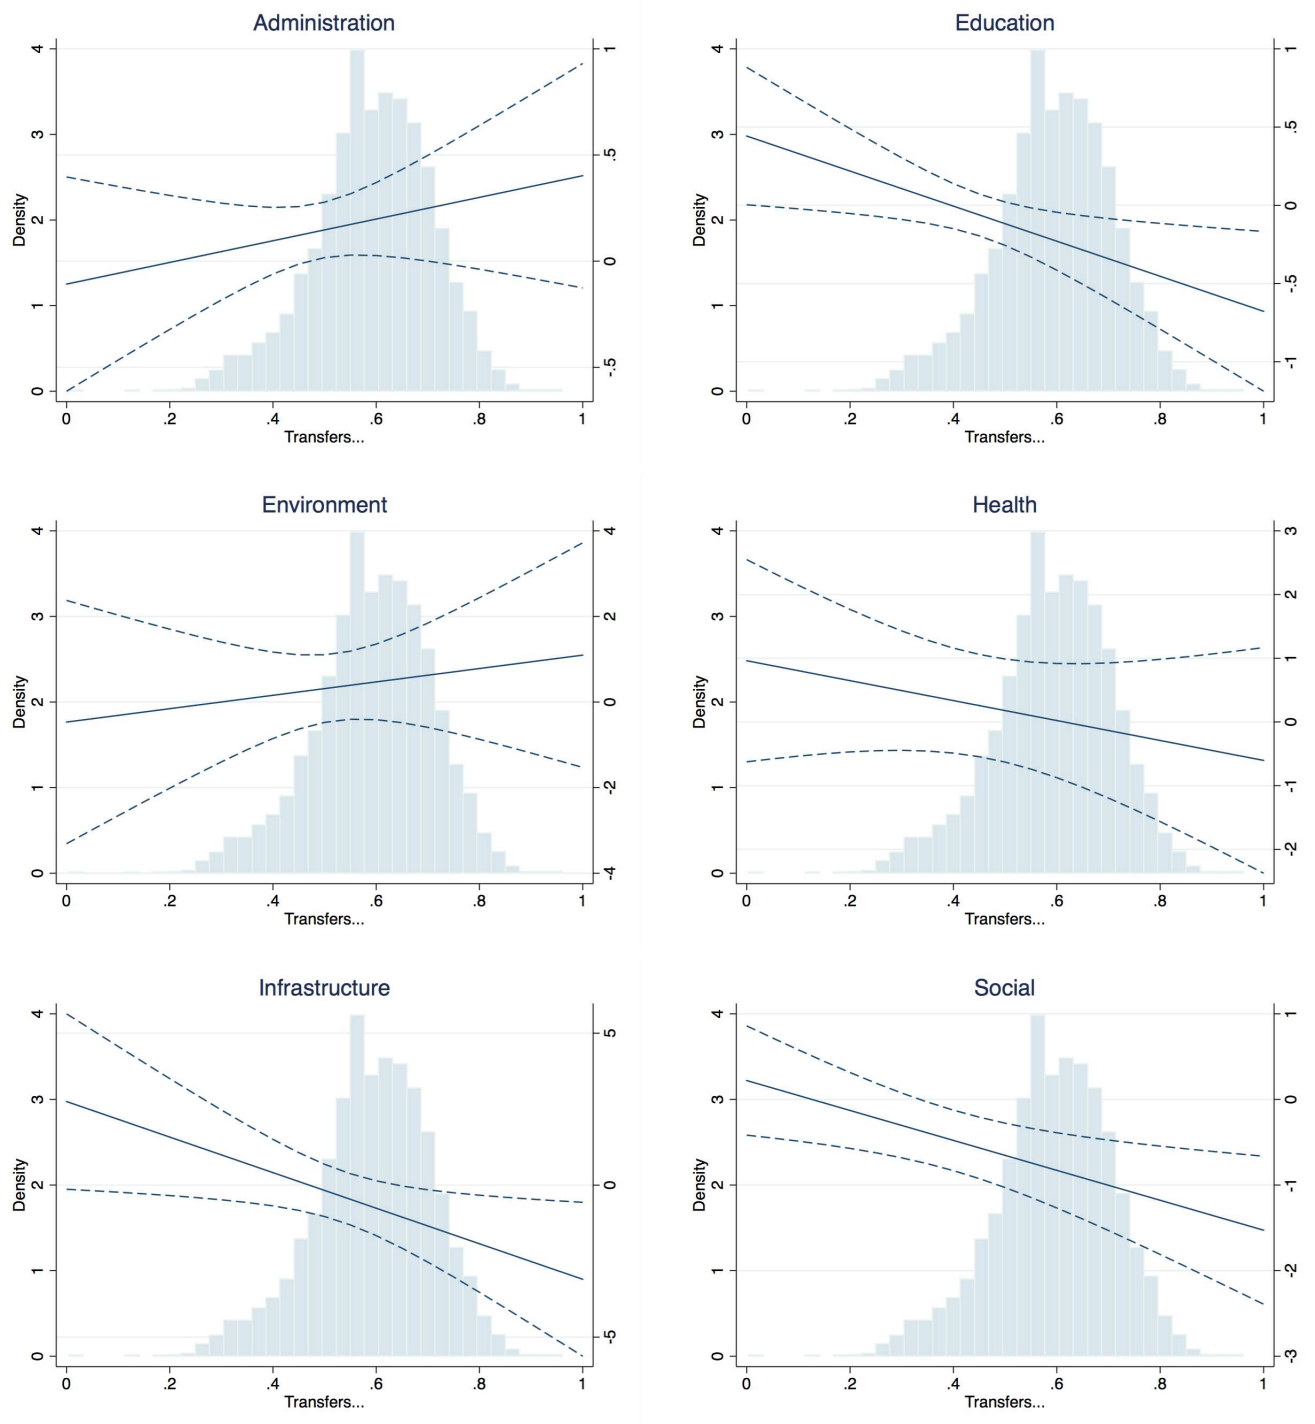 Administration
Density
4
3
2
1
0
1
.5
0
-.5
0 .2 .4 .6 .8 1
Transfers...
Education
Density
4
3
2
1
0
1
.5
0
-.5
-1
0 .2 .4 .6 .8 1
Transfers...
Environment
Density
4
3
2
1
0
4
2
0
-2
-4
0 .2 .4 .6 .8 1
Transfers...
Health
Density
4
3
2
1
0
3
2
1
0
-1
-2
0 .2 .4 .6 .8 1
Transfers...
Infrastructure
Density
4
3
2
1
0
5
0
-5
0 .2 .4 .6 .8 1
Transfers...
Social
Density
4
3
2
1
0
1
0
-1
-2
-3
0 .2 .4 .6 .8 1
Transfers...